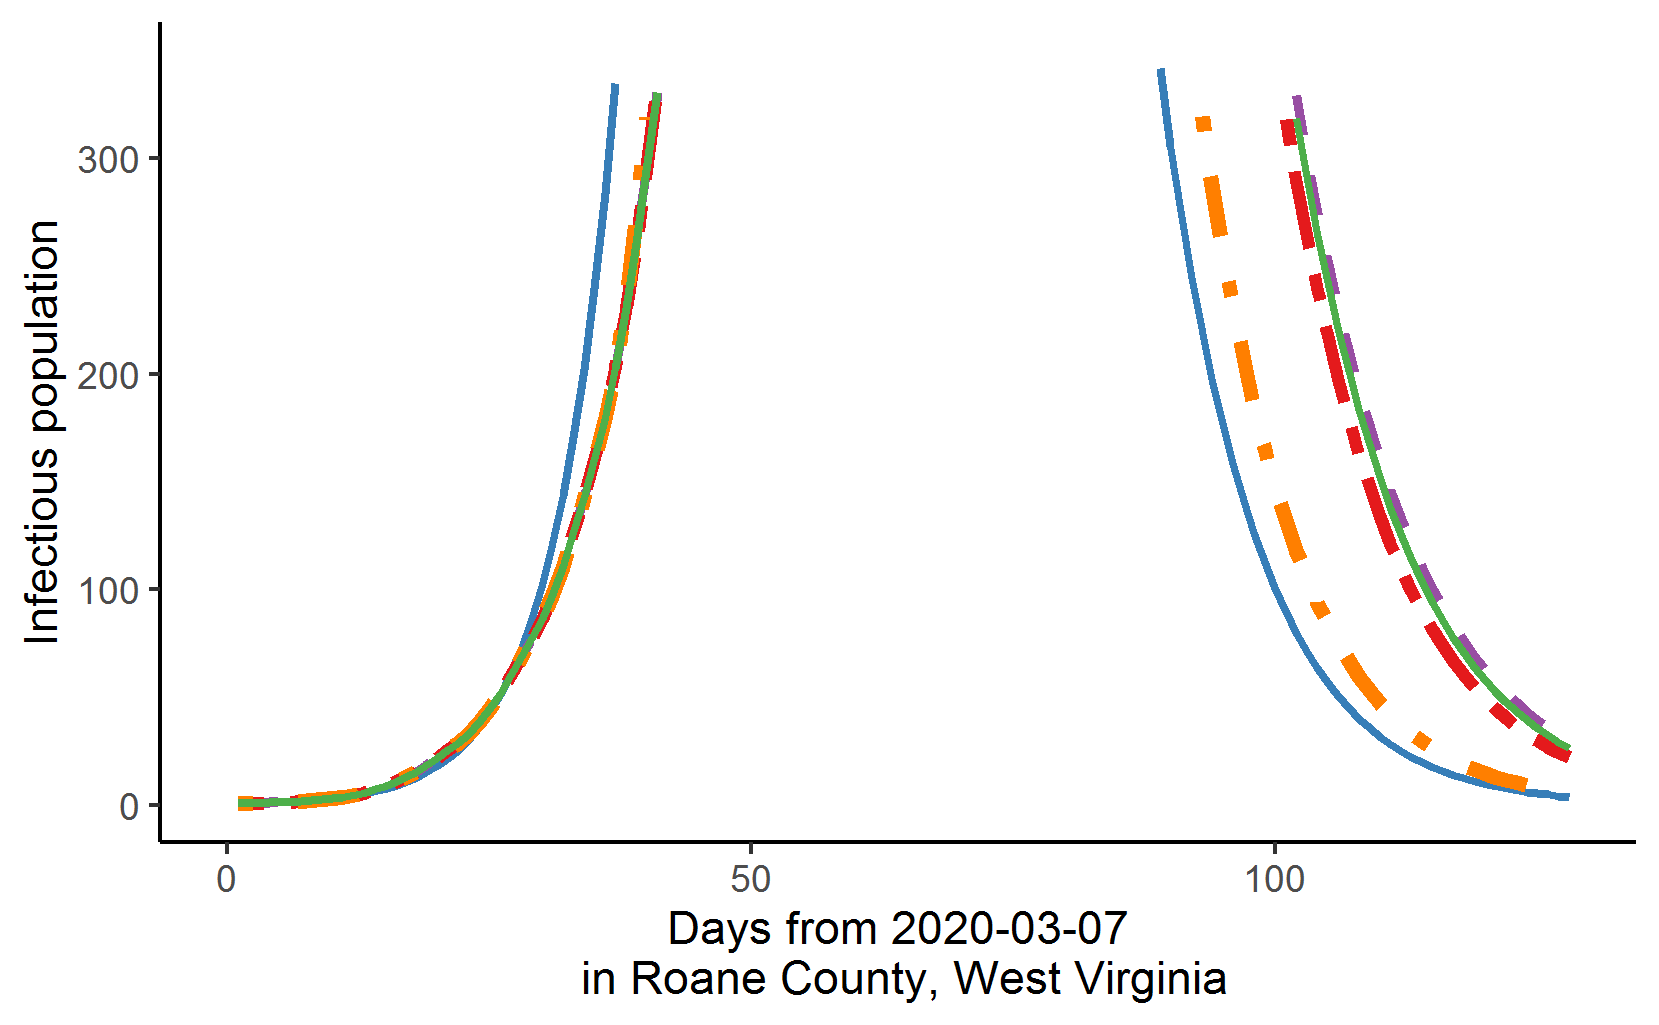 Infectious population
300
200
100
0
0 50 100
Days from 2020-03-07
in Roane County, West Virginia